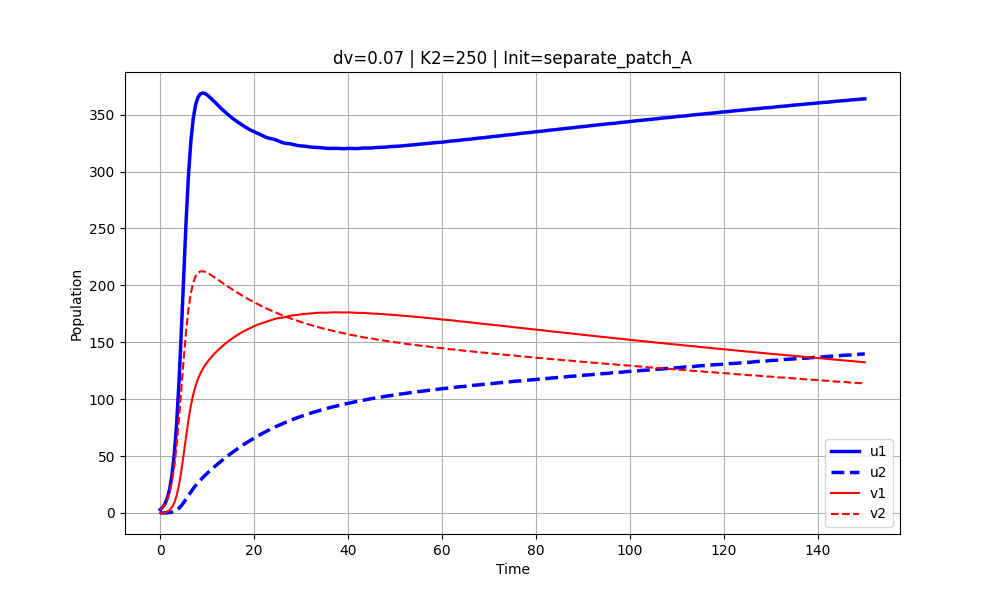 dv=0.07 | K2=250 | Init=separate_patch_A
Population
350
300
250
200
150
100
50
0
0 20 40 60 80 100 120 140
Time
u1
u2
v1
v2